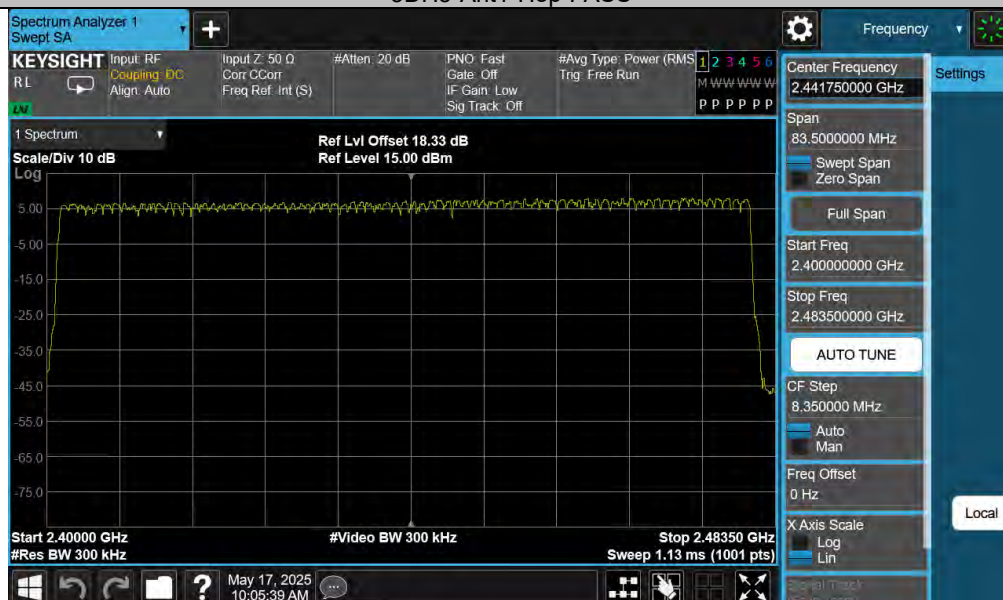 Spectrum Analyzer 1
Swept SA
+
Frequency
KEYSIGHT
RL
LNI
Input: RF
Coupling: DC
Align: Auto
Input Z: 50 Ω
Corr CCorr
Freq Ref: Int (S)
#Atten: 20 dB
PNO: Fast
Gate: Off
IF Gain: Low
Sig Track: Off
#Avg Type: Power (RMS
Trig: Free Run
1 2 3 4 5 6
M W W W W W
P P P P P P
1 Spectrum
Scale/Div 10 dB
Log
Ref Lvl Offset 18.33 dB
Ref Level 15.00 dBm
5.00
-5.00
-15.0
-25.0
-35.0
-45.0
-55.0
-65.0
-75.0
Start 2.40000 GHz
#Res BW 300 kHz
#Video BW 300 kHz
Stop 2.48350 GHz
Sweep 1.13 ms (1001 pts)
Center Frequency
2.441750000 GHz
Span
83.5000000 MHz
Swept Span
Zero Span
Full Span
Start Freq
2.400000000 GHz
Stop Freq
2.483500000 GHz
AUTO TUNE
CF Step
8.350000 MHz
Auto
Man
Freq Offset
0 Hz
X Axis Scale
Log
Lin
Signal Track
Settings
Local
?
May 17, 2025
10:05:39 AM